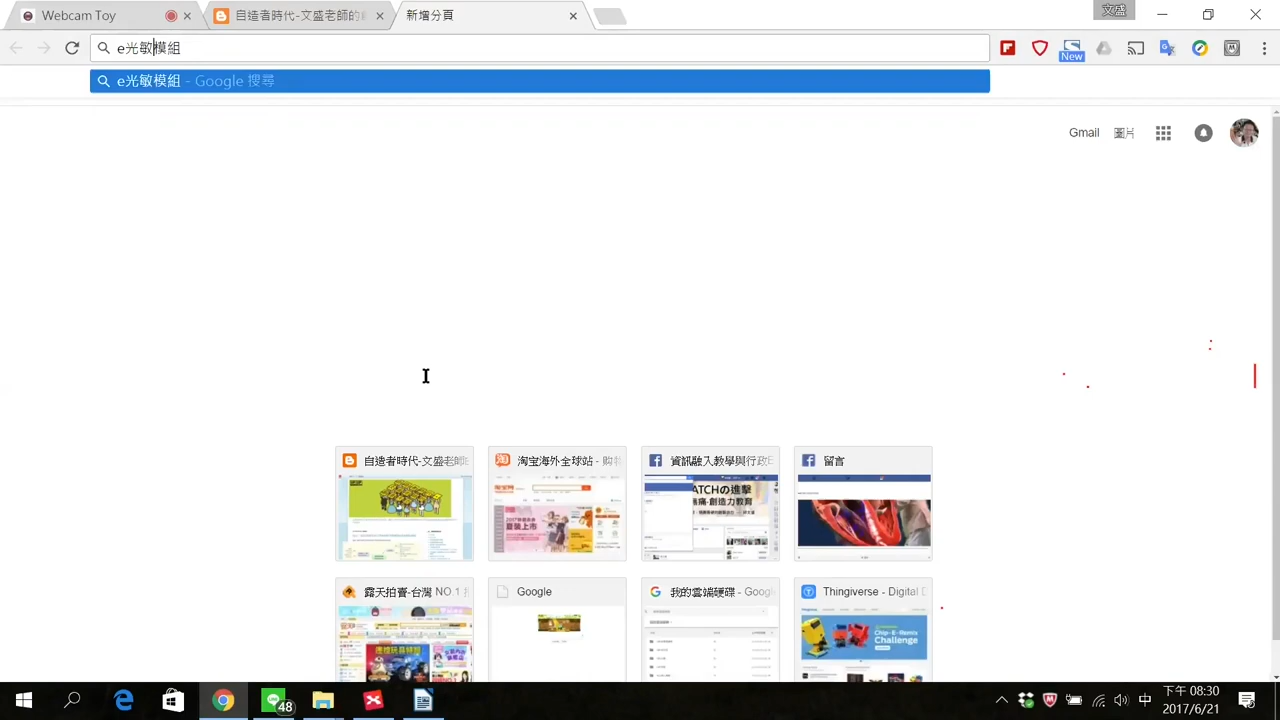 Webcam Toy
自造者時代-文盛老師的
新增分頁
文盛
e光敏模組
New
e光敏模組 - Google 搜尋
Gmail
圖片
自造者時代-文盛老師
淘宝海外全球站 - 购
資訊融入教學與行政
留言
Google
我的雲端硬碟 - Goog
Thingiverse - Digital
露天拍賣-台灣 NO.1
Chip-E-Remix
Challenge
48
中
下午 08:30
2017/6/21